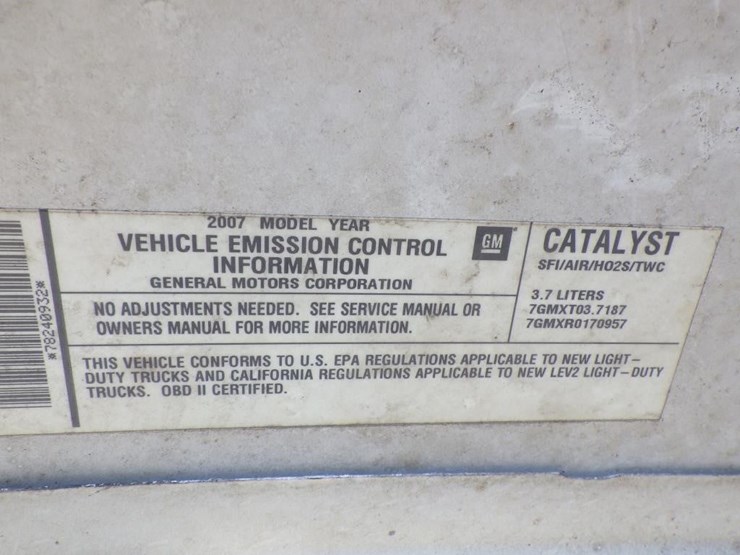 *78240932*
2007 MODEL YEAR
VEHICLE EMISSION CONTROL
INFORMATION
GENERAL MOTORS CORPORATION
GM
NO ADJUSTMENTS NEEDED. SEE SERVICE MANUAL OR
OWNERS MANUAL FOR MORE INFORMATION.
CATALYST
SFI/AIR/HO2S/TWC
3.7 LITERS
7GMXT03.7187
7GMXR0170957
THIS VEHICLE CONFORMS TO U.S. EPA REGULATIONS APPLICABLE TO NEW LIGHT-
DUTY TRUCKS AND CALIFORNIA REGULATIONS APPLICABLE TO NEW LEV2 LIGHT-DUTY
TRUCKS. OBD II CERTIFIED.